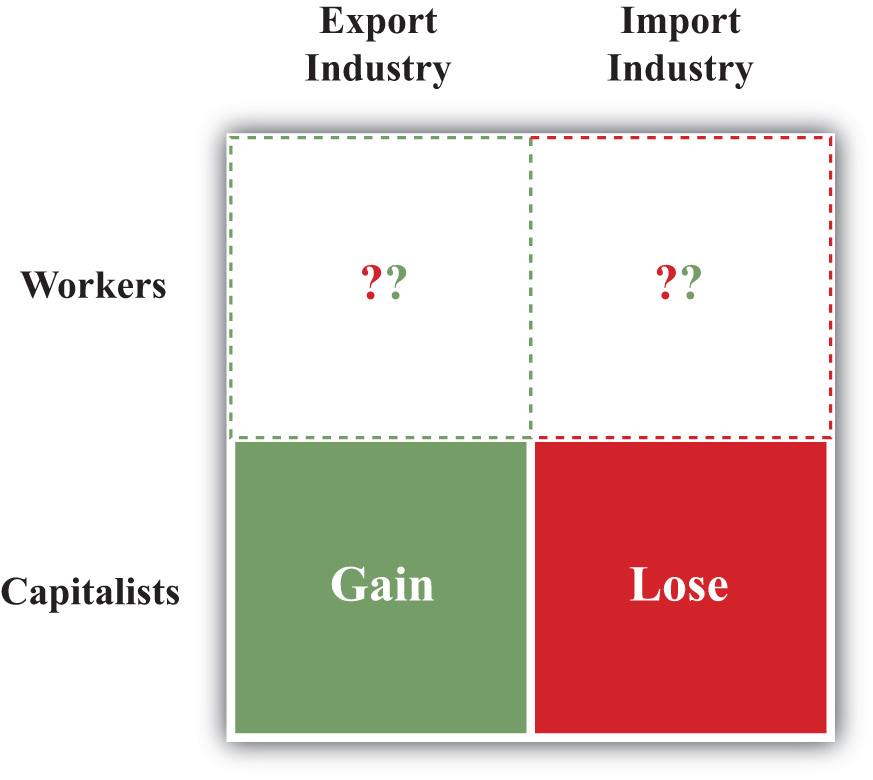 Export Industry
Import Industry
Workers
??
??
Capitalists
Gain
Lose